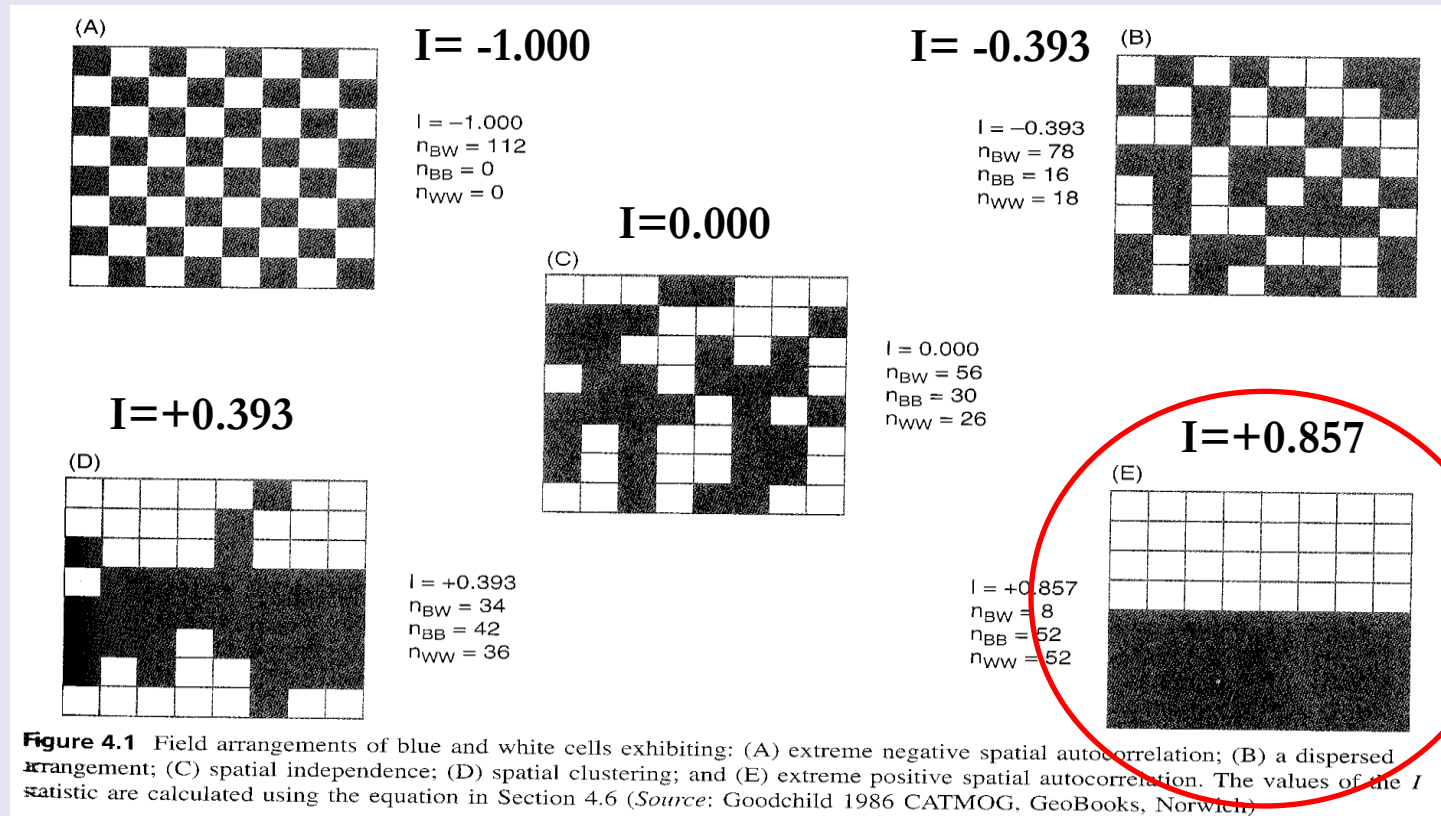 (A)
I= -1.000
I = −1.000
nBW = 112
nBB = 0
nWW = 0
I= -0.393
(B)
I = −0.393
nBW = 78
nBB = 16
nWW = 18
I=0.000
(C)
I = 0.000
nBW = 56
nBB = 30
nWW = 26
I=+0.393
(D)
I = +0.393
nBW = 34
nBB = 42
nWW = 36
I=+0.857
(E)
I = +0.857
nBW = 8
nBB = 52
nWW = 52
Figure 4.1 Field arrangements of blue and white cells exhibiting: (A) extreme negative spatial autocorrelation; (B) a dispersed
arrangement; (C) spatial independence; (D) spatial clustering; and (E) extreme positive spatial autocorrelation. The values of the I
statistic are calculated using the equation in Section 4.6 (Source: Goodchild 1986 CATMOG, GeoBooks, Norwich)